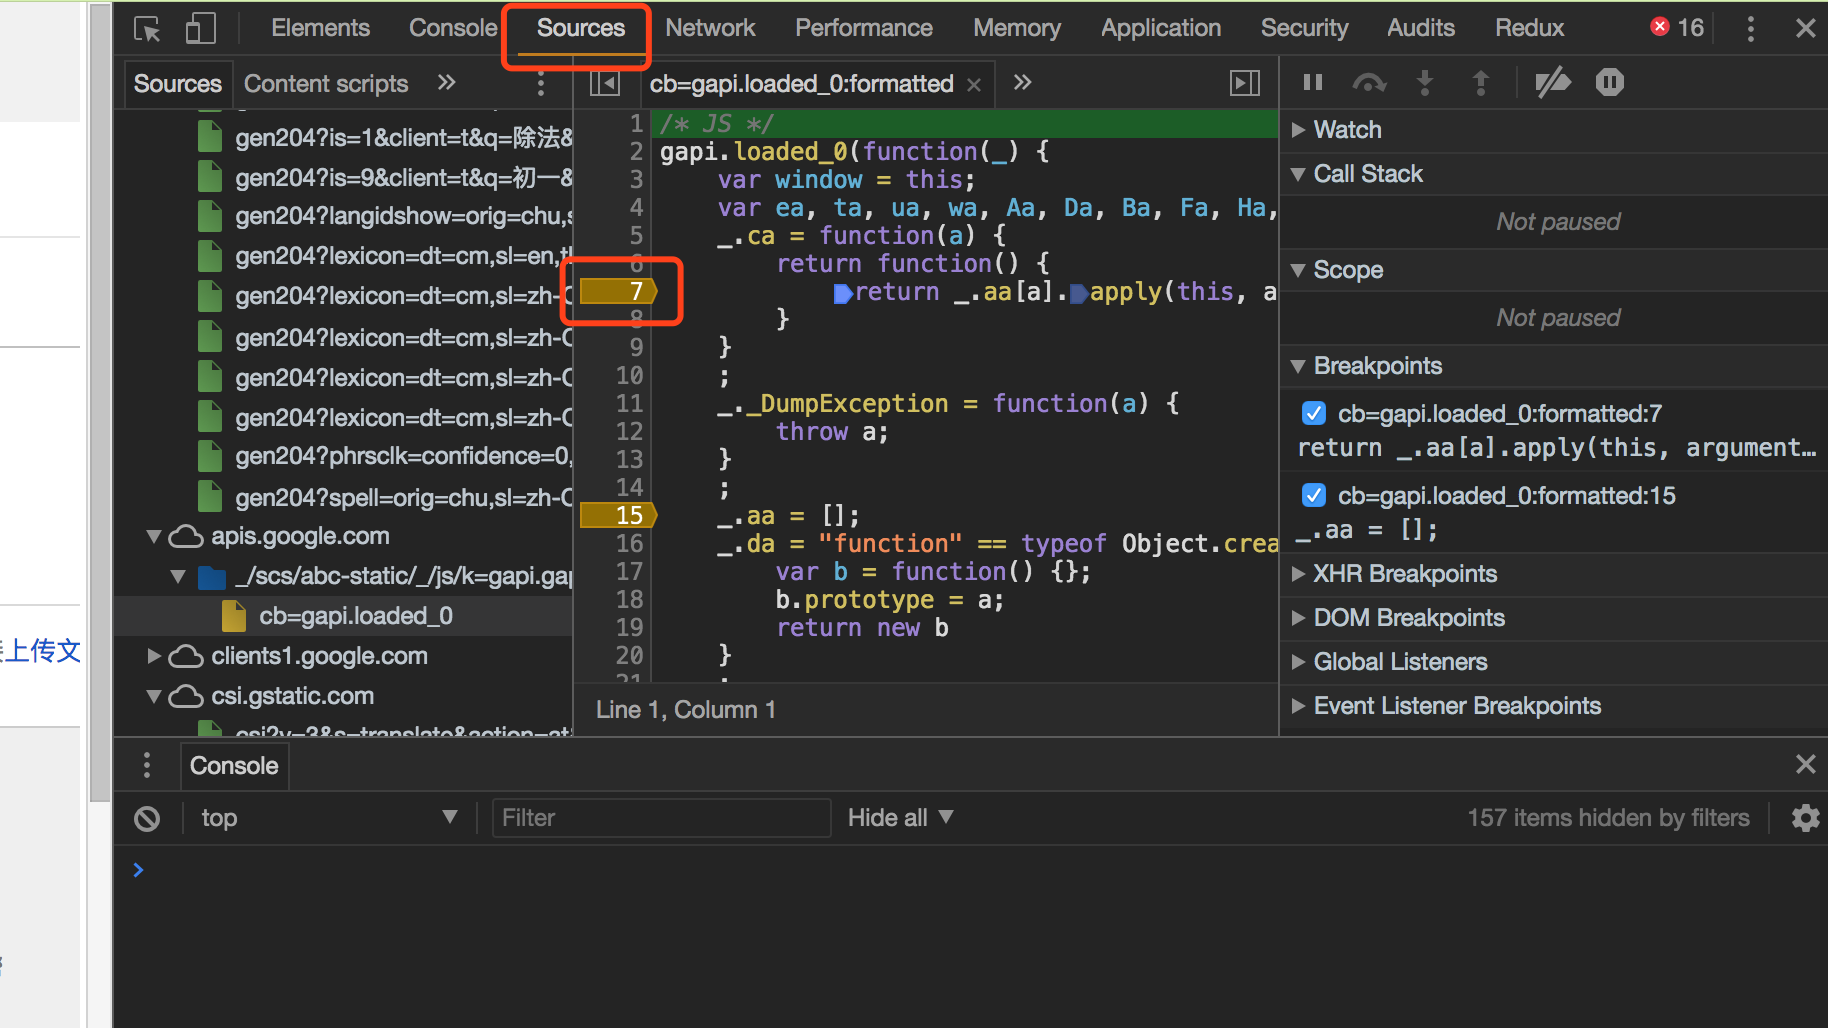 Elements Console Sources Network Performance Memory Application Security Audits Redux 16
Sources Content scripts »
cb=gapi.loaded_0:formatted × »
gen204?is=1&client=t&q=除法&
gen204?is=9&client=t&q=初一&
gen204?langidshow=orig=chu,s
gen204?lexicon=dt=cm,sl=en,tl
gen204?lexicon=dt=cm,sl=zh-C
gen204?lexicon=dt=cm,sl=zh-C
gen204?lexicon=dt=cm,sl=zh-C
gen204?lexicon=dt=cm,sl=zh-C
gen204?phrsclk=confidence=0,
gen204?spell=orig=chu,sl=zh-C
apis.google.com
_/scs/abc-static/_/js/k=gapi.gap
cb=gapi.loaded_0
clients1.google.com
csi.gstatic.com
csi?v=3&s=translate&action=at&
1 /* JS */
2 gapi.loaded_0(function(_) {
3 var window = this;
4 var ea, ta, ua, wa, Aa, Da, Ba, Fa, Ha,
5 _.ca = function(a) {
6 return function() {
7 return _.aa[a].apply(this, a
8 }
9 }
10 ;
11 _._DumpException = function(a) {
12 throw a;
13 }
14 ;
15 _.aa = [];
16 _.da = "function" == typeof Object.crea
17 var b = function() {};
18 b.prototype = a;
19 return new b
20 }
21 ;
Line 1, Column 1
Watch
Call Stack
Not paused
Scope
Not paused
Breakpoints
cb=gapi.loaded_0:formatted:7
return _.aa[a].apply(this, argument…
cb=gapi.loaded_0:formatted:15
_.aa = [];
XHR Breakpoints
DOM Breakpoints
Global Listeners
Event Listener Breakpoints
上传文
Console
top Filter Hide all 157 items hidden by filters